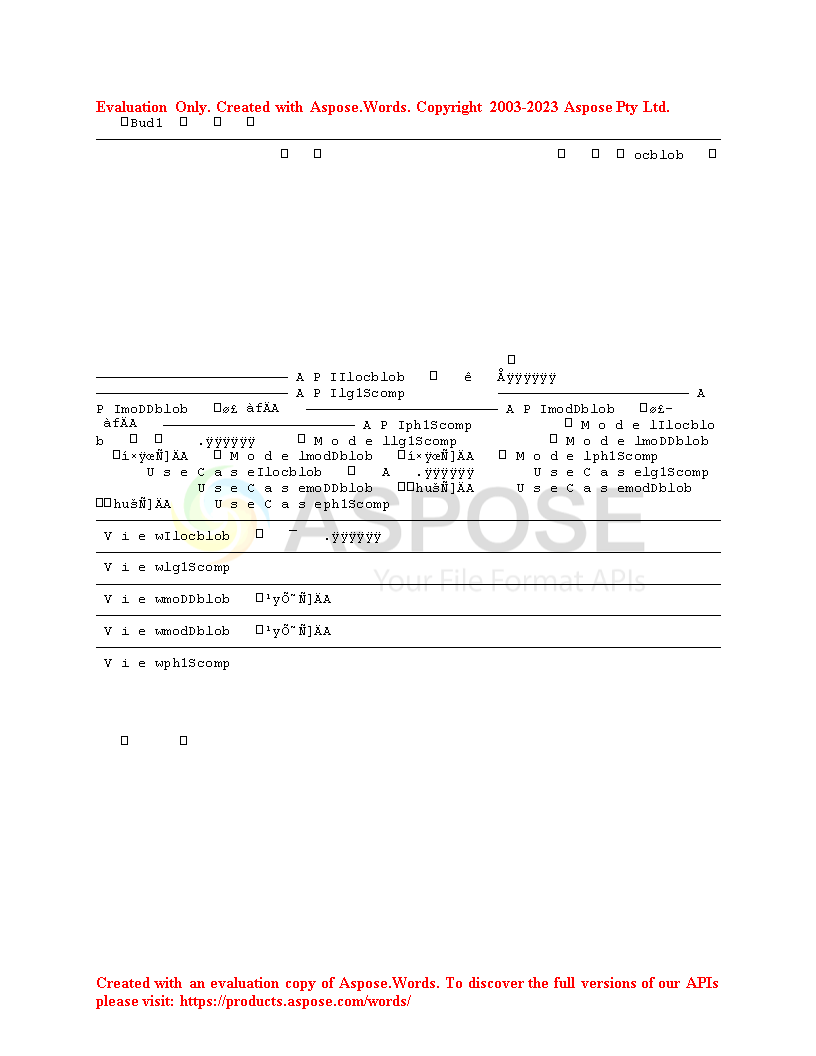 Evaluation Only. Created with Aspose.Words. Copyright 2003-2023 Aspose Pty Ltd.
□Bud1 □ □ □
□ □ □ □ □ ocblob □
□
A P IIlocblob □ ê Åÿÿÿÿÿÿ
A P Ilg1Scomp A
P ImoDDblob □ø£ àfÄA A P ImodDblob □ø£–
àfÄA A P Iph1Scomp □ M o d e lIlocblo
b □ □ .ÿÿÿÿÿÿ □ M o d e llg1Scomp □ M o d e lmoDDblob
□í×ÿœÑ]ÄA □ M o d e lmodDblob □í×ÿœÑ]ÄA □ M o d e lph1Scomp
U s e C a s eIlocblob □ A .ÿÿÿÿÿÿ U s e C a s elg1Scomp
U s e C a s emoDDblob □□hušÑ]ÄA U s e C a s emodDblob
□□hušÑ]ÄA U s e C a s eph1Scomp
ASPOSE
V i e wIlocblob □ ¯ .ÿÿÿÿÿÿ
V i e wlg1Scomp
Your File Format APIs
V i e wmoDDblob □¹yÕ˜Ñ]ÄA
V i e wmodDblob □¹yÕ˜Ñ]ÄA
V i e wph1Scomp
□ □
Created with an evaluation copy of Aspose.Words. To discover the full versions of our APIs
please visit: https://products.aspose.com/words/